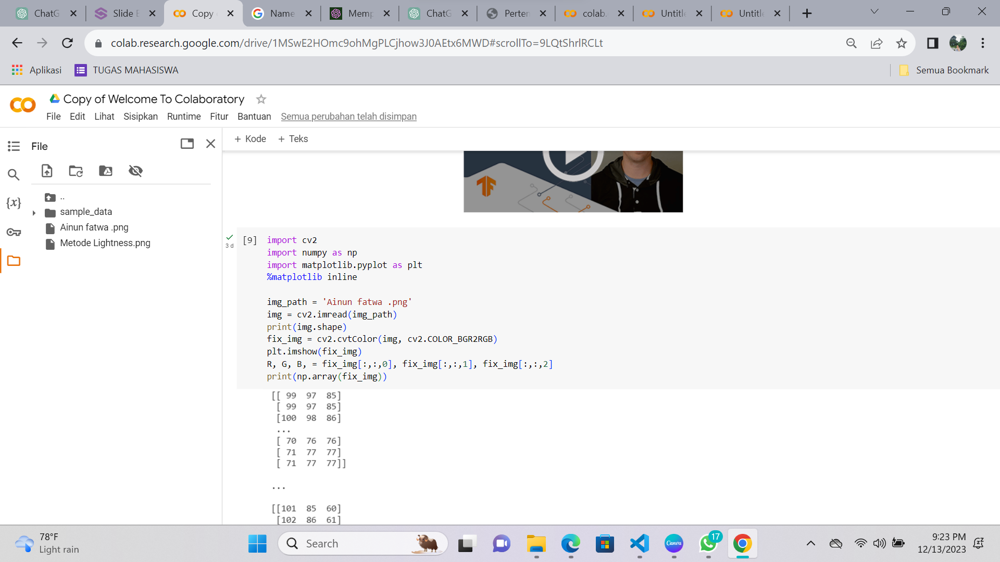 ChatG
Slide E
Copy
Name
Memp
ChatG
Perten
colab.
Untitle
Untitle
colab.research.google.com/drive/1MSwE2HOmc9ohMgPLCjhow3J0AEtx6MWD#scrollTo=9LQtShrlRCLt
Aplikasi
TUGAS MAHASISWA
Semua Bookmark
Copy of Welcome To Colaboratory
File Edit Lihat Sisipkan Runtime Fitur Bantuan Semua perubahan telah disimpan
File
+ Kode + Teks
..
sample_data
Ainun fatwa .png
Metode Lightness.png
{x}
3 d
[9] import cv2
import numpy as np
import matplotlib.pyplot as plt
%matplotlib inline
img_path = 'Ainun fatwa .png'
img = cv2.imread(img_path)
print(img.shape)
fix_img = cv2.cvtColor(img, cv2.COLOR_BGR2RGB)
plt.imshow(fix_img)
R, G, B, = fix_img[:,:,0], fix_img[:,:,1], fix_img[:,:,2]
print(np.array(fix_img))
[[ 99 97 85]
[ 99 97 85]
[100 98 86]
...
[ 70 76 76]
[ 71 77 77]
[ 71 77 77]]
...
[[101 85 60]
[102 86 61]
78°F
Light rain
Search
Canva
17
9:23 PM
12/13/2023